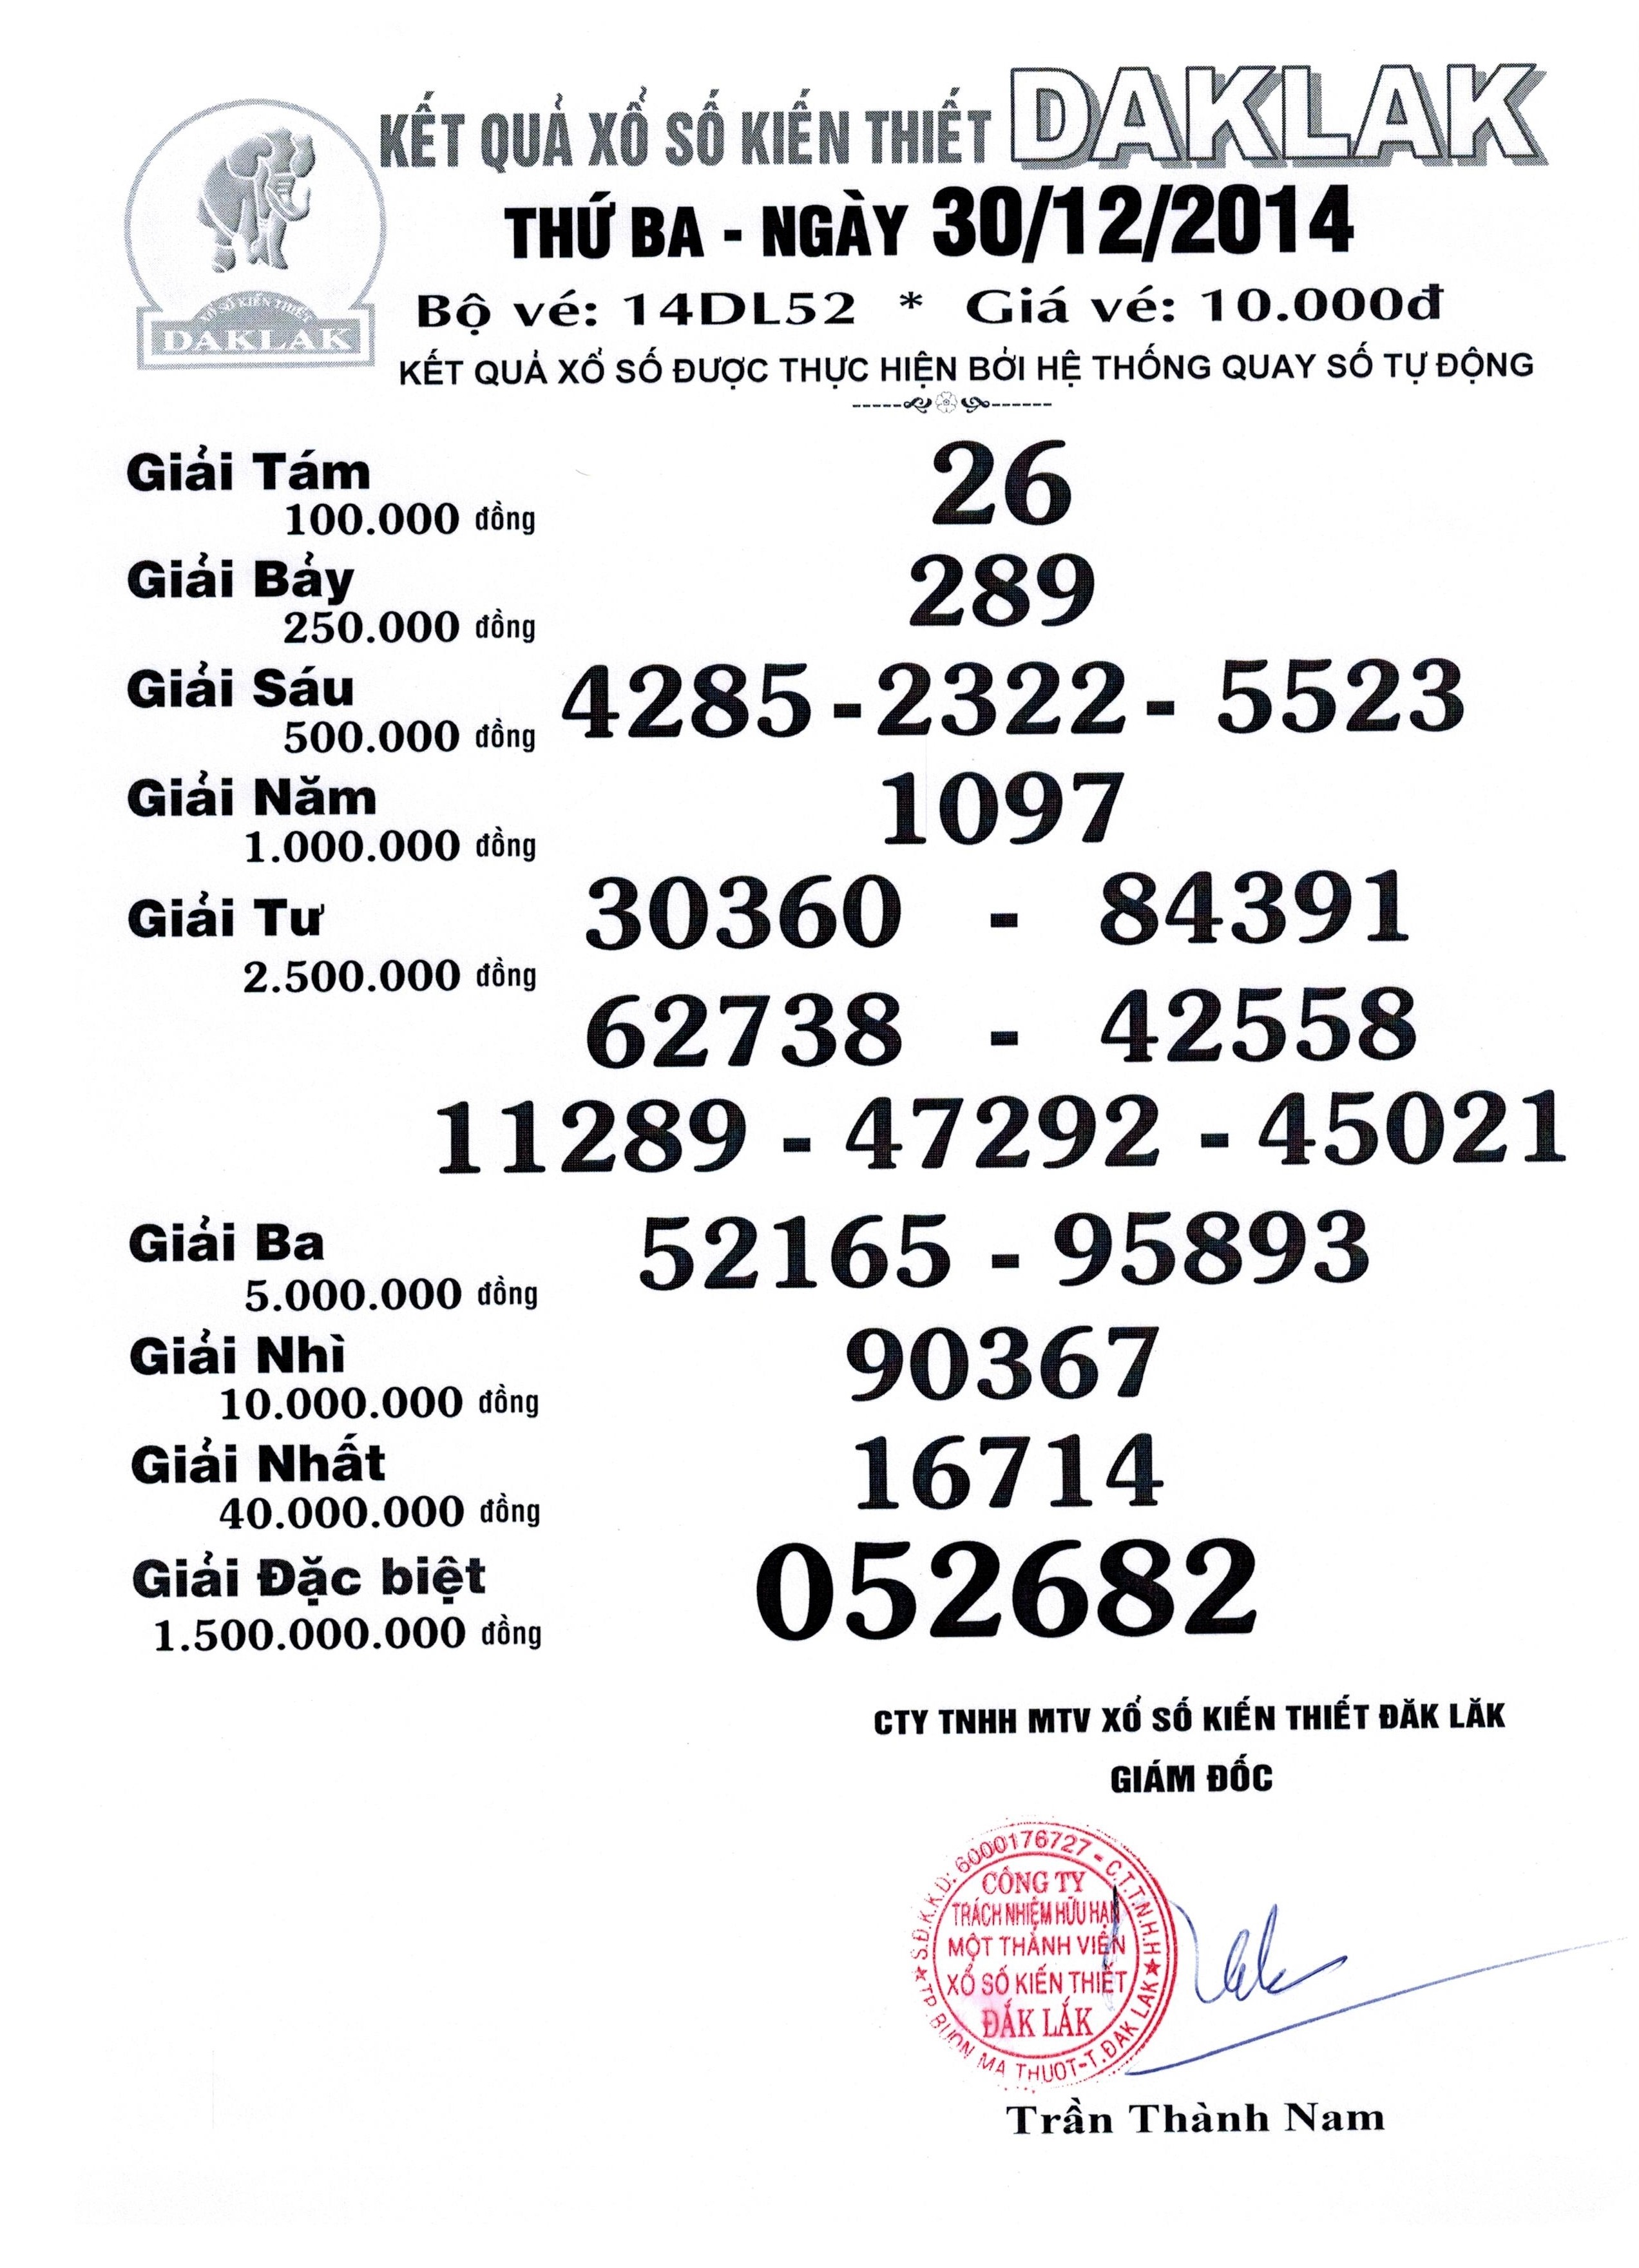 KẾT QUẢ XỔ SỐ KIẾN THIẾT DAKLAK
THỨ BA - NGÀY 30/12/2014
Bộ vé: 14DL52 * Giá vé: 10.000đ
KẾT QUẢ XỔ SỐ ĐƯỢC THỰC HIỆN BỞI HỆ THỐNG QUAY SỐ TỰ ĐỘNG
XỔ SỐ KIẾN THIẾT
DAKLAK
Giải Tám 26
100.000 đồng
Giải Bảy 289
250.000 đồng
Giải Sáu 4285 - 2322 - 5523
500.000 đồng
Giải Năm 1097
1.000.000 đồng
Giải Tư 30360 - 84391
2.500.000 đồng
62738 - 42558
11289 - 47292 - 45021
Giải Ba 52165 - 95893
5.000.000 đồng
Giải Nhì 90367
10.000.000 đồng
Giải Nhất 16714
40.000.000 đồng
Giải Đặc biệt 052682
1.500.000.000 đồng
CTY TNHH MTV XỔ SỐ KIẾN THIẾT ĐĂK LĂK
GIÁM ĐỐC
S.Đ.K.K.D: 6000176727 - C.T.T.N.H.H
CÔNG TY
TRÁCH NHIỆM HỮU HẠN
MỘT THÀNH VIÊN
XỔ SỐ KIẾN THIẾT
ĐẮK LẮK
TP. BUÔN MA THUỘT-T.ĐAK LAK
Trần Thành Nam